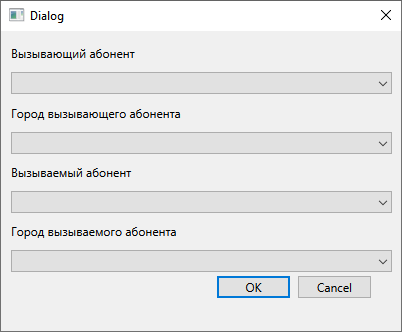 Dialog
Вызывающий абонент
Город вызывающего абонента
Вызываемый абонент
Город вызываемого абонента
OK Cancel